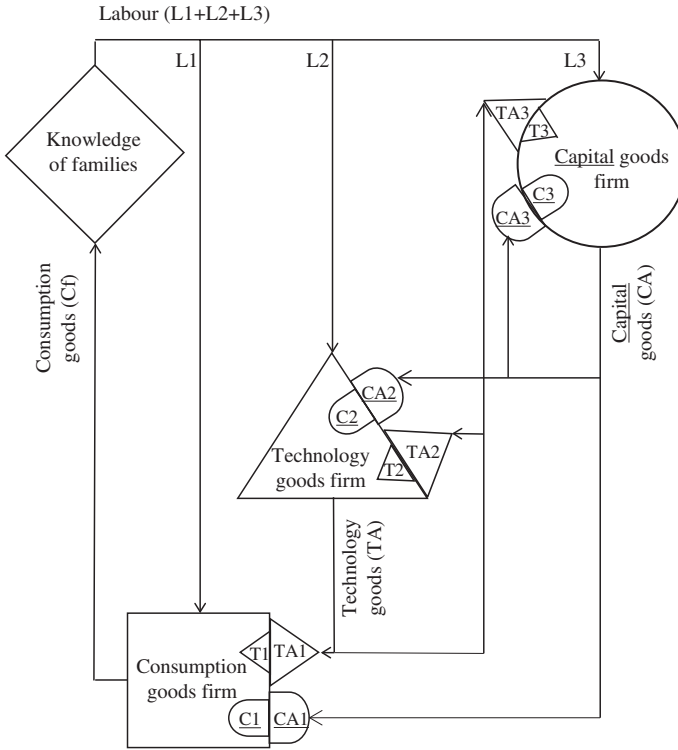 Labour (L1+L2+L3)
L1
L2
L3
Knowledge
of families
TA3
T3
Capital goods
firm
C3
CA3
Consumption
goods (Cf)
Capital
goods (CA)
CA2
C2
Technology
goods firm
TA2
T2
Technology
goods (TA)
T1
TA1
Consumption
goods firm
C1
CA1